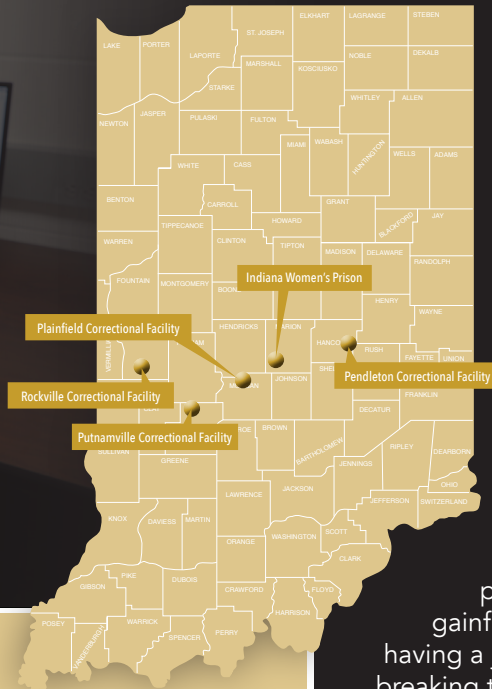 ELKHART
LAGRANGE
STEBEN
LAKE
PORTER
LAPORTE
ST. JOSEPH
NOBLE
DEKALB
MARSHALL
KOSCIUSKO
STARKE
WHITLEY
ALLEN
NEWTON
JASPER
PULASKI
FULTON
MIAMI
WABASH
HUNTINGTON
WELLS
ADAMS
WHITE
CASS
BENTON
CARROLL
GRANT
BLACKFORD
JAY
HOWARD
TIPPECANOE
WARREN
CLINTON
TIPTON
MADISON
DELAWARE
RANDOLPH
FOUNTAIN
MONTGOMERY
BOON
Indiana Women's Prison
HENRY
WAYNE
HENDRICKS
MARION
Plainfield Correctional Facility
HANCO
RUSH
FAYETTE
UNION
Rockville Correctional Facility
JOHNSON
SHE
Pendleton Correctional Facility
FRANKLIN
Putnamville Correctional Facility
BROWN
BARTHOLOMEW
DECATUR
SULLIVAN
GREENE
RIPLEY
DEARBORN
JENNINGS
OHIO
LAWRENCE
JACKSON
JEFFERSON
SWITZERLAND
KNOX
DAVIESS
MARTIN
SCOTT
ORANGE
WASHINGTON
CLARK
PIKE
DUBOIS
GIBSON
CRAWFORD
FLOYD
HARRISON
POSEY
VANDERBURGH
WARRICK
SPENCER
PERRY
p
gainf
having a
breaking t